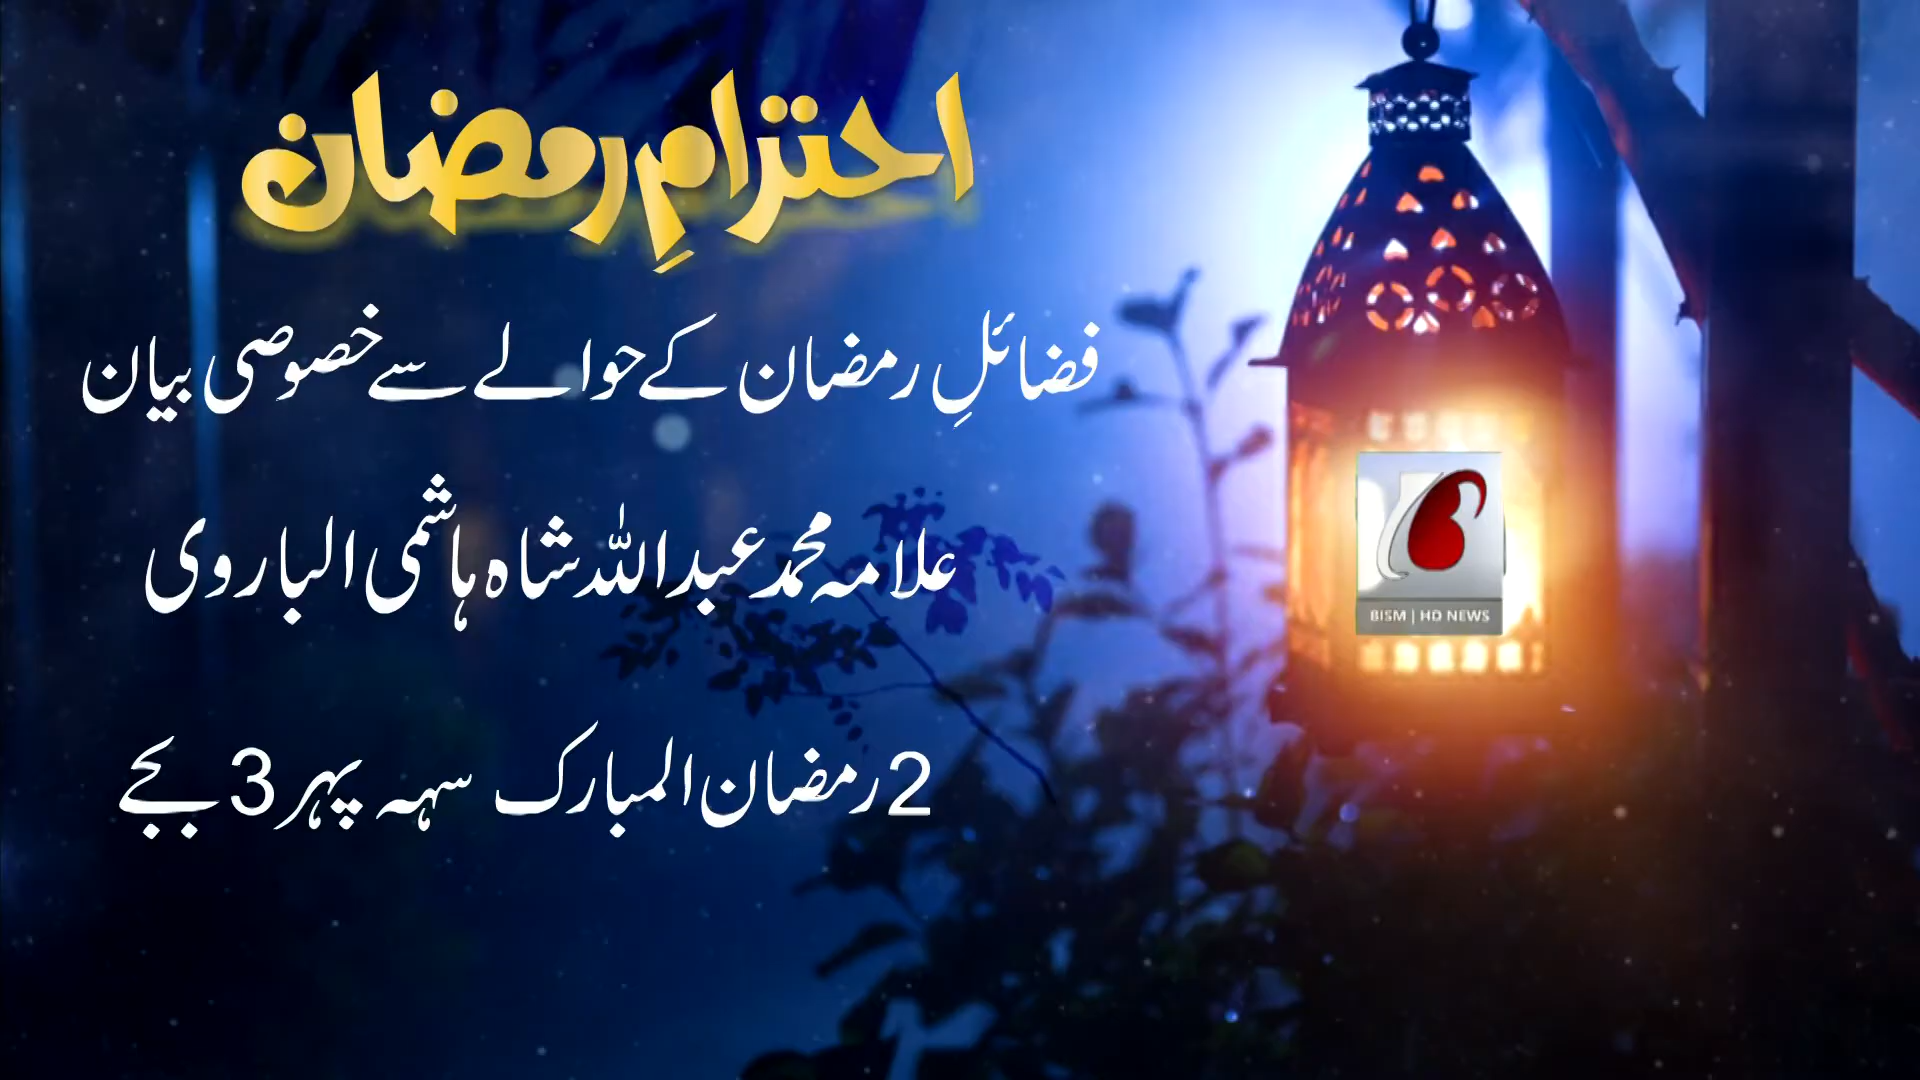 احترامِ رمضان
فضائلِ رمضان کے حوالے سے خصوصی بیان
علامہ محمد عبداللہ شاہ ہاشمی الباروی
2 رمضان المبارک سہہ پہر 3 بجے
BISM | HD NEWS